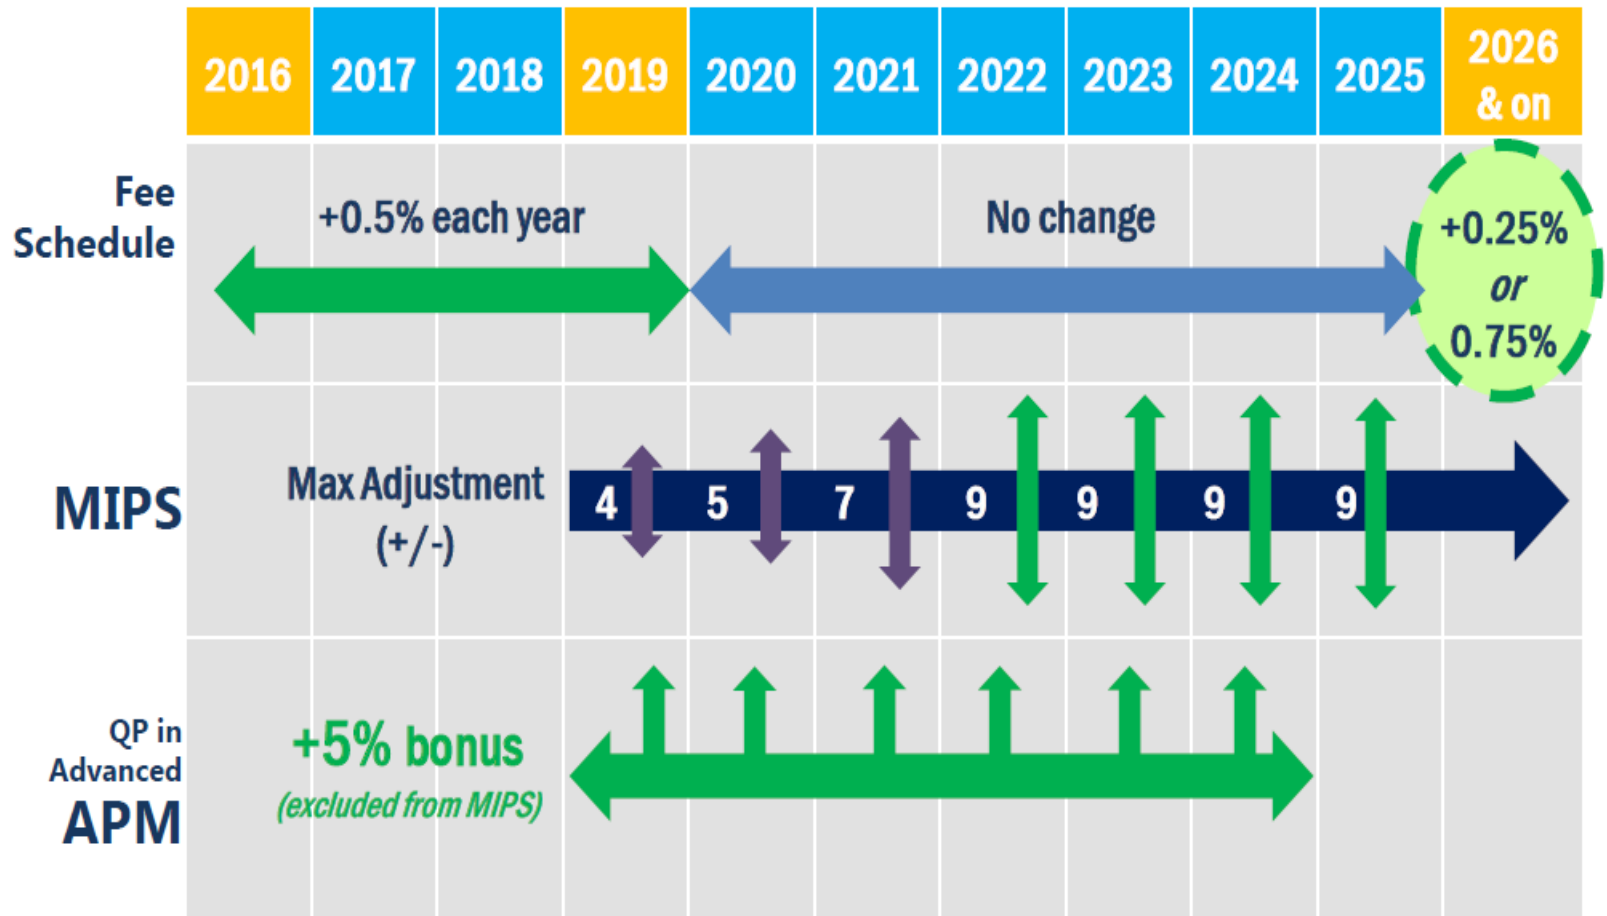 2016 2017 2018 2019 2020 2021 2022 2023 2024 2025 2026
& on
Fee
Schedule
+0.5% each year
No change
+0.25%
or
0.75%
MIPS
Max Adjustment
(+/-)
4 5 7 9 9 9 9
QP in
Advanced
APM
+5% bonus
(excluded from MIPS)